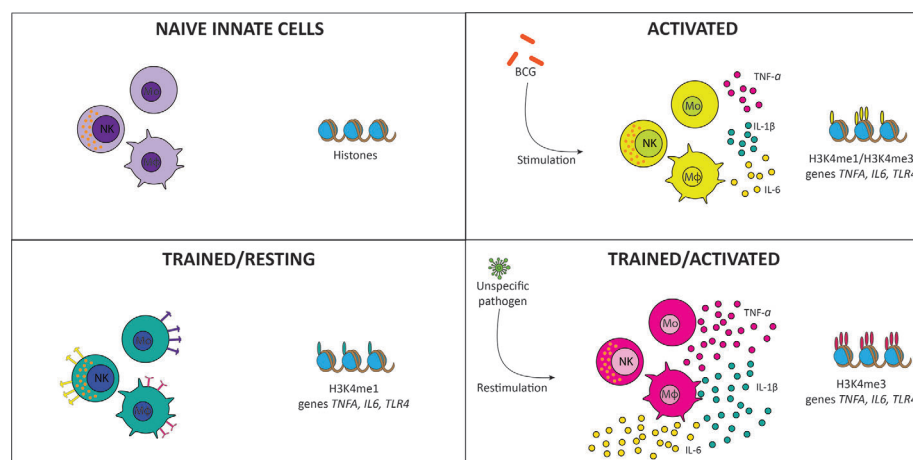 NAIVE INNATE CELLS
NK
Histones
ACTIVATED
BCG
Stimulation
Mo
NK
Mϕ
TNF-α
IL-1β
IL-6
H3K4me1/H3K4me3
genes TNFA, IL6, TLR4
TRAINED/RESTING
Mo
NK
Mϕ
H3K4me1
genes TNFA, IL6, TLR4
TRAINED/ACTIVATED
Unspecific
pathogen
Restimulation
Mo
NK
Mϕ
TNF-α
IL-1β
IL-6
H3K4me3
genes TNFA, IL6, TLR4